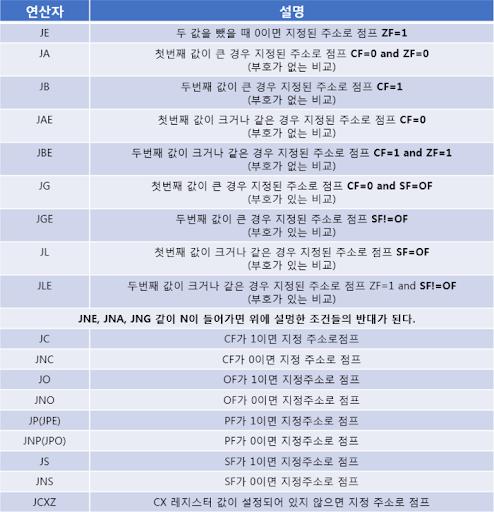 연산자 설명
JE 두 값을 뺐을 때 0이면 지정된 주소로 점프 ZF=1
JA 첫번째 값이 큰 경우 지정된 주소로 점프 CF=0 and ZF=0
(부호가 없는 비교)
JB 두번째 값이 큰 경우 지정된 주소로 점프 CF=1
(부호가 없는 비교)
JAE 첫번째 값이 크거나 같은 경우 지정된 주소로 점프 CF=0
(부호가 없는 비교)
JBE 두번째 값이 크거나 같은 경우 지정된 주소로 점프 CF=1 and ZF=1
(부호가 없는 비교)
JG 첫번째 값이 큰 경우 지정된 주소로 점프 CF=0 and SF=OF
(부호가 있는 비교)
JGE 두번째 값이 큰 경우 지정된 주소로 점프 SF!=OF
(부호가 있는 비교)
JL 첫번째 값이 크거나 같은 경우 지정된 주소로 점프 SF=OF
(부호가 있는 비교)
JLE 두번째 값이 크거나 같은 경우 지정된 주소로 점프 ZF=1 and SF!=OF
(부호가 있는 비교)
JNE, JNA, JNG 같이 N이 들어가면 위에 설명한 조건들의 반대가 된다.
JC CF가 1이면 지정 주소로점프
JNC CF가 0이면 지정주소로 점프
JO OF가 1이면 지정주소로 점프
JNO OF가 0이면 지정주소로 점프
JP(JPE) PF가 1이면 지정주소로 점프
JNP(JPO) PF가 0이면 지정주소로 점프
JS SF가 1이면 지정주소로 점프
JNS SF가 0이면 지정주소로 점프
JCXZ CX 레지스터 값이 설정되어 있지 않으면 지정 주소로 점프